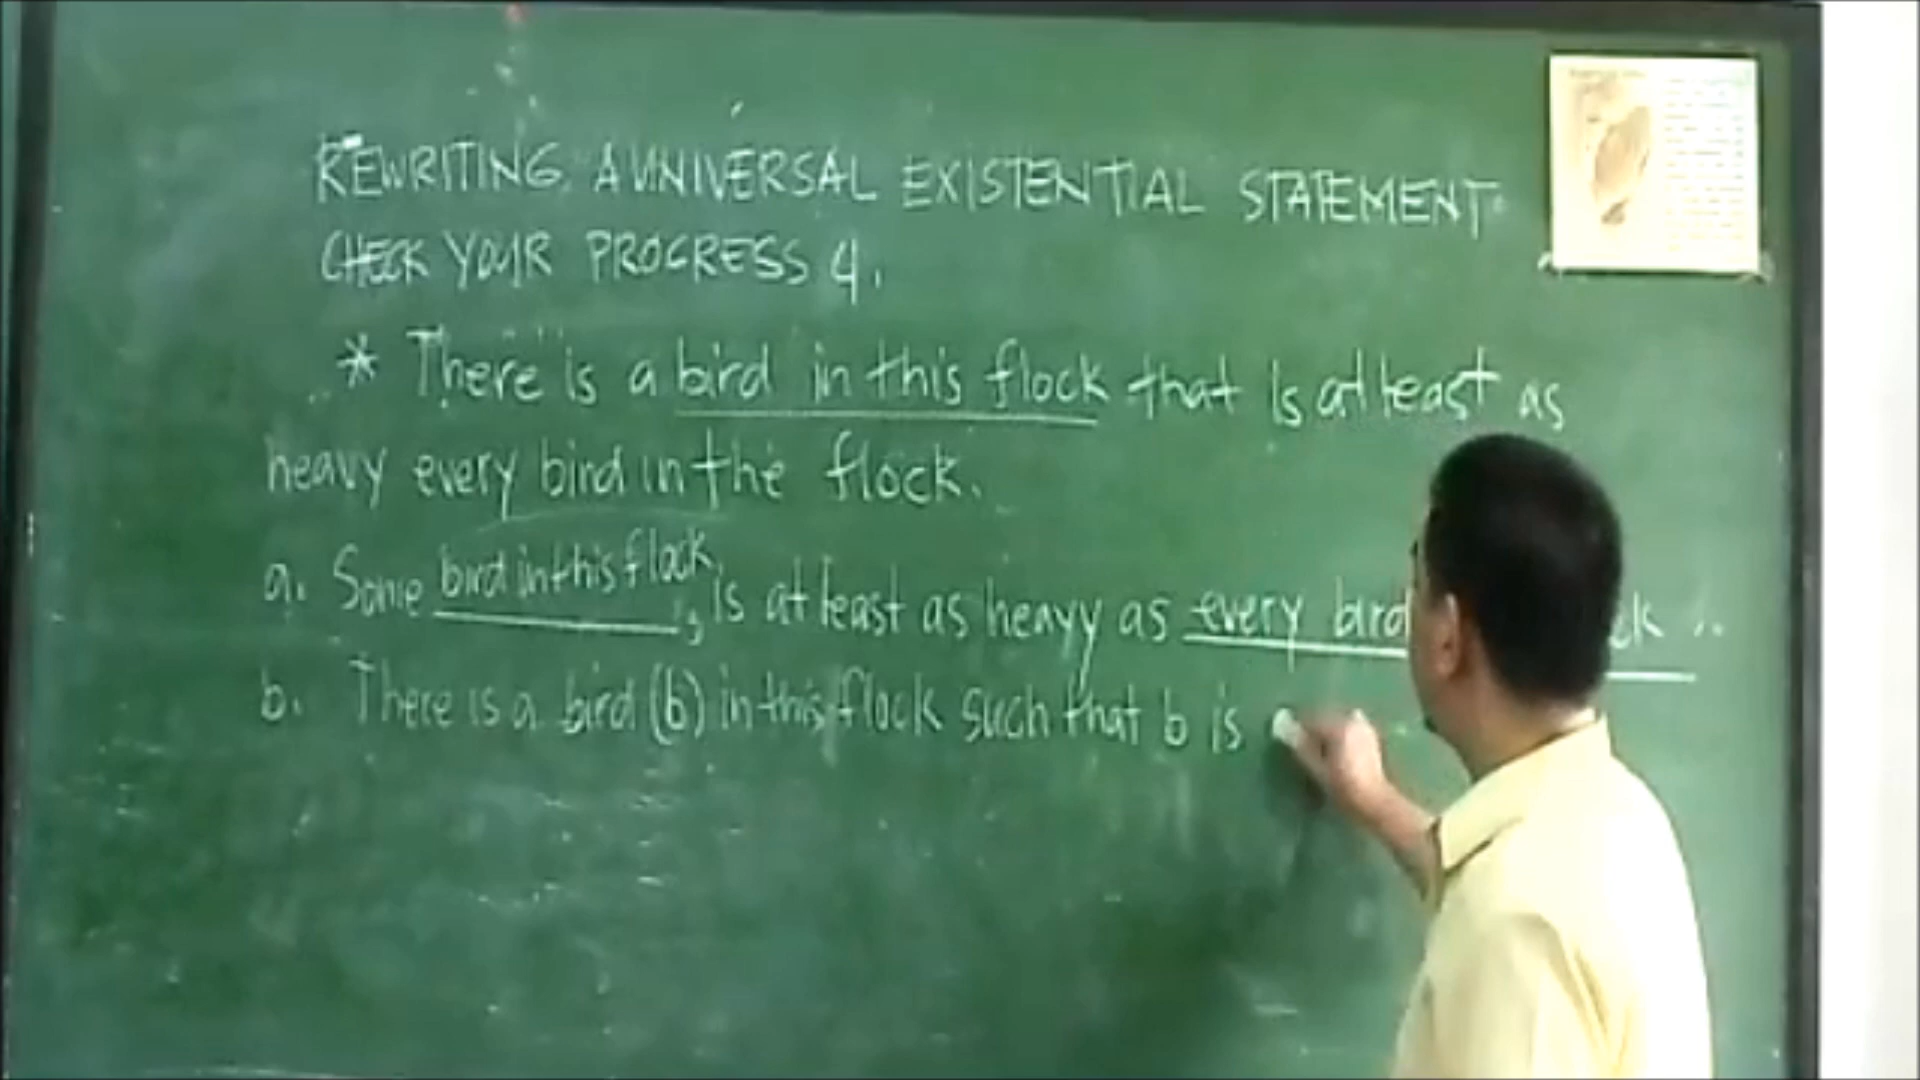 REWRITING A UNIVERSAL EXISTENTIAL STATEMENT.
CHECK YOUR PROGRESS 4.
* There is a bird in this flock that is at least as
heavy every bird in the flock.
a. Some bird in this flock, is at least as heavy as every bird
b. There is a bird (b) in this flock such that b is